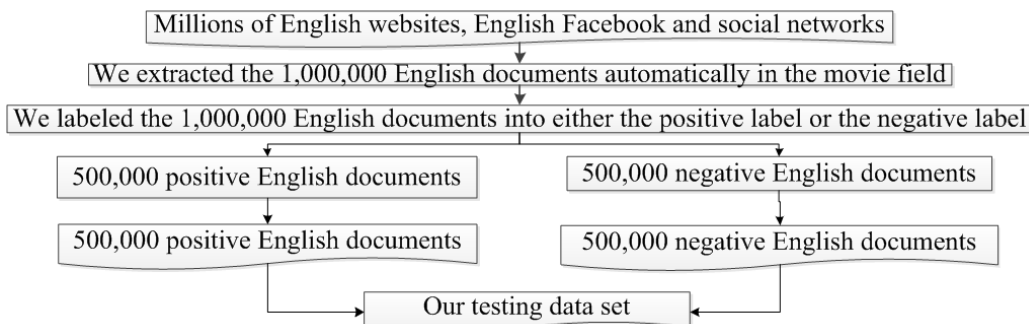 Millions of English websites, English Facebook and social networks
We extracted the 1,000,000 English documents automatically in the movie field
We labeled the 1,000,000 English documents into either the positive label or the negative label
500,000 positive English documents
500,000 negative English documents
500,000 positive English documents
500,000 negative English documents
Our testing data set